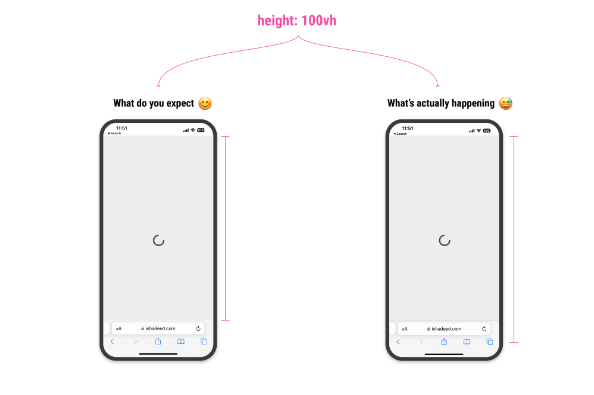 height: 100vh
What do you expect 😊
What's actually happening 😅
11:51
Search
AA ishadeed.com
11:51
Search
AA ishadeed.com